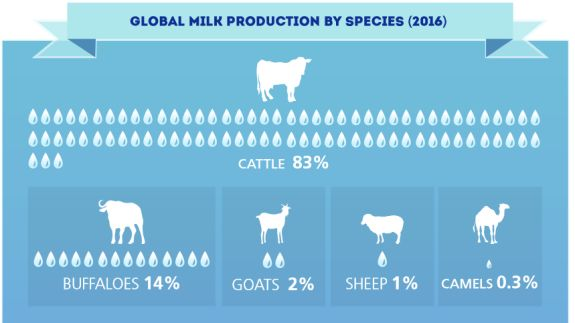 GLOBAL MILK PRODUCTION BY SPECIES (2016)
CATTLE 83%
BUFFALOES 14%
GOATS 2%
SHEEP 1%
CAMELS 0.3%